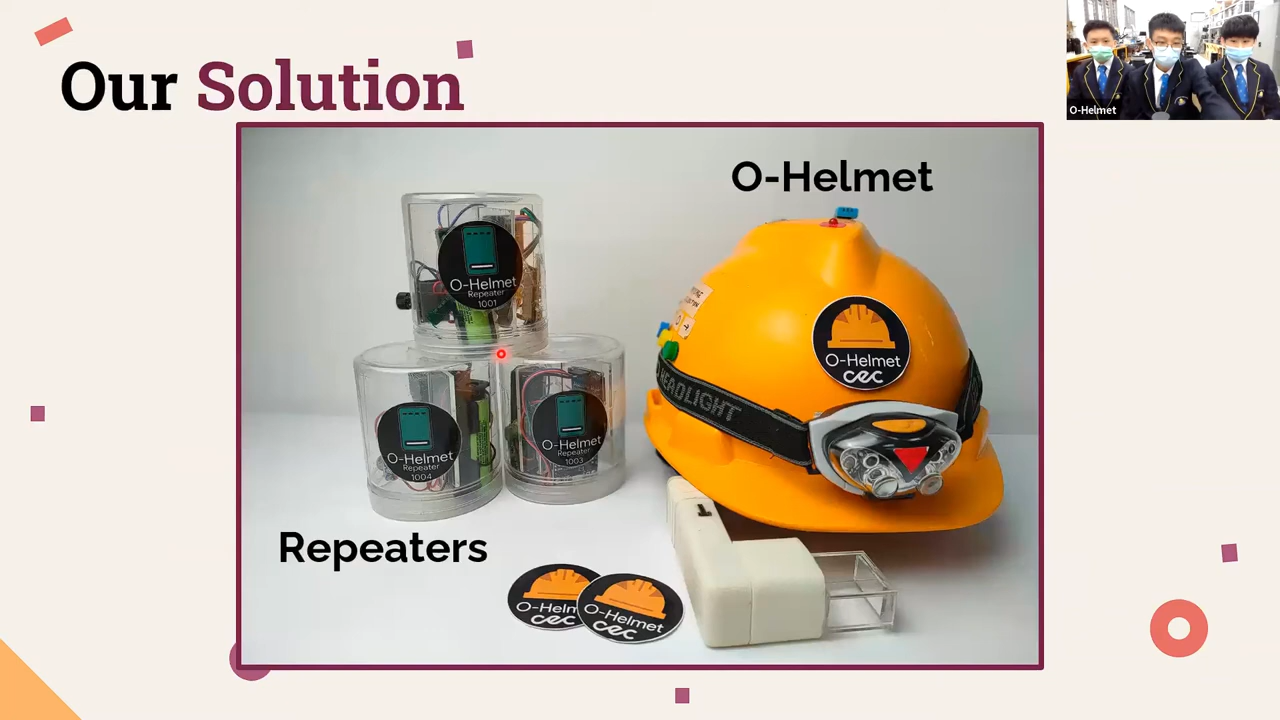 Our Solution
O-Helmet
O-Helmet
Repeaters
O-Helmet
Repeater
1001
O-Helmet
Repeater
1004
O-Helmet
Repeater
1003
O-Helmet
cec
HEADLIGHT
T
O-Helm
cec
O-Helmet
cec